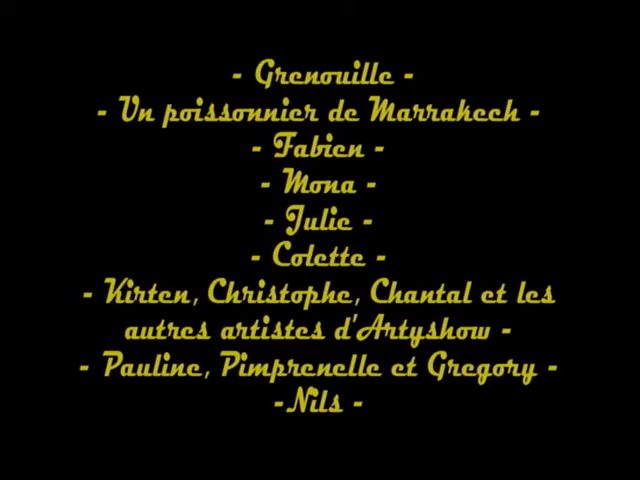 - Grenouille -
- Un poissonnier de Marrakech -
- Fabien -
- Mona -
- Julie -
- Colette -
- Kirten, Christophe, Chantal et les
autres artistes d'Artyshow -
- Pauline, Pimprenelle et Gregory -
-Nils -